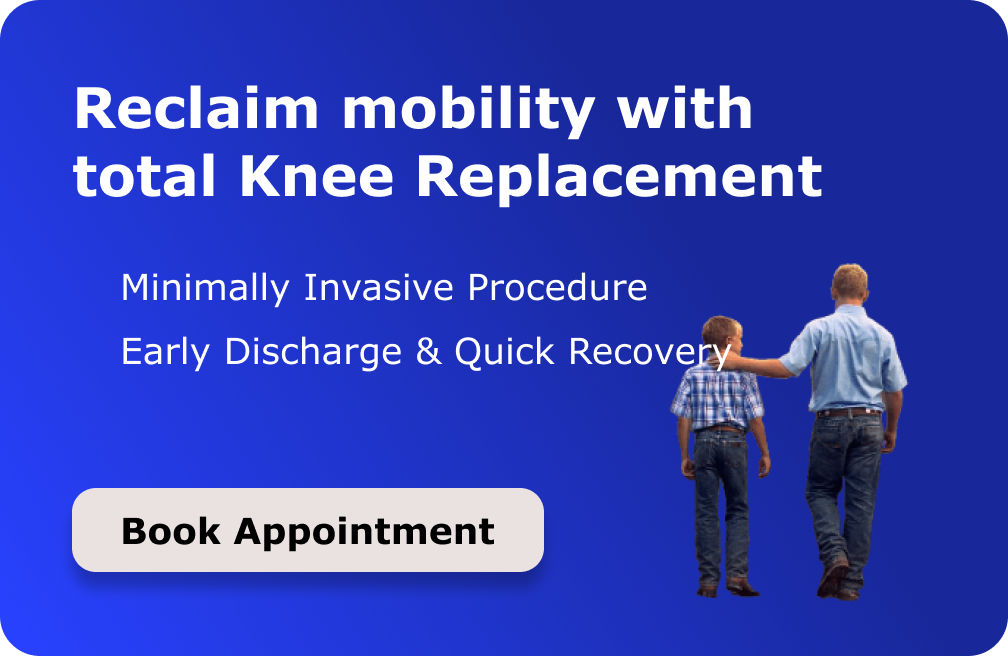 Reclaim mobility with
total Knee Replacement
Minimally Invasive Procedure
Early Discharge & Quick Recovery
Book Appointment